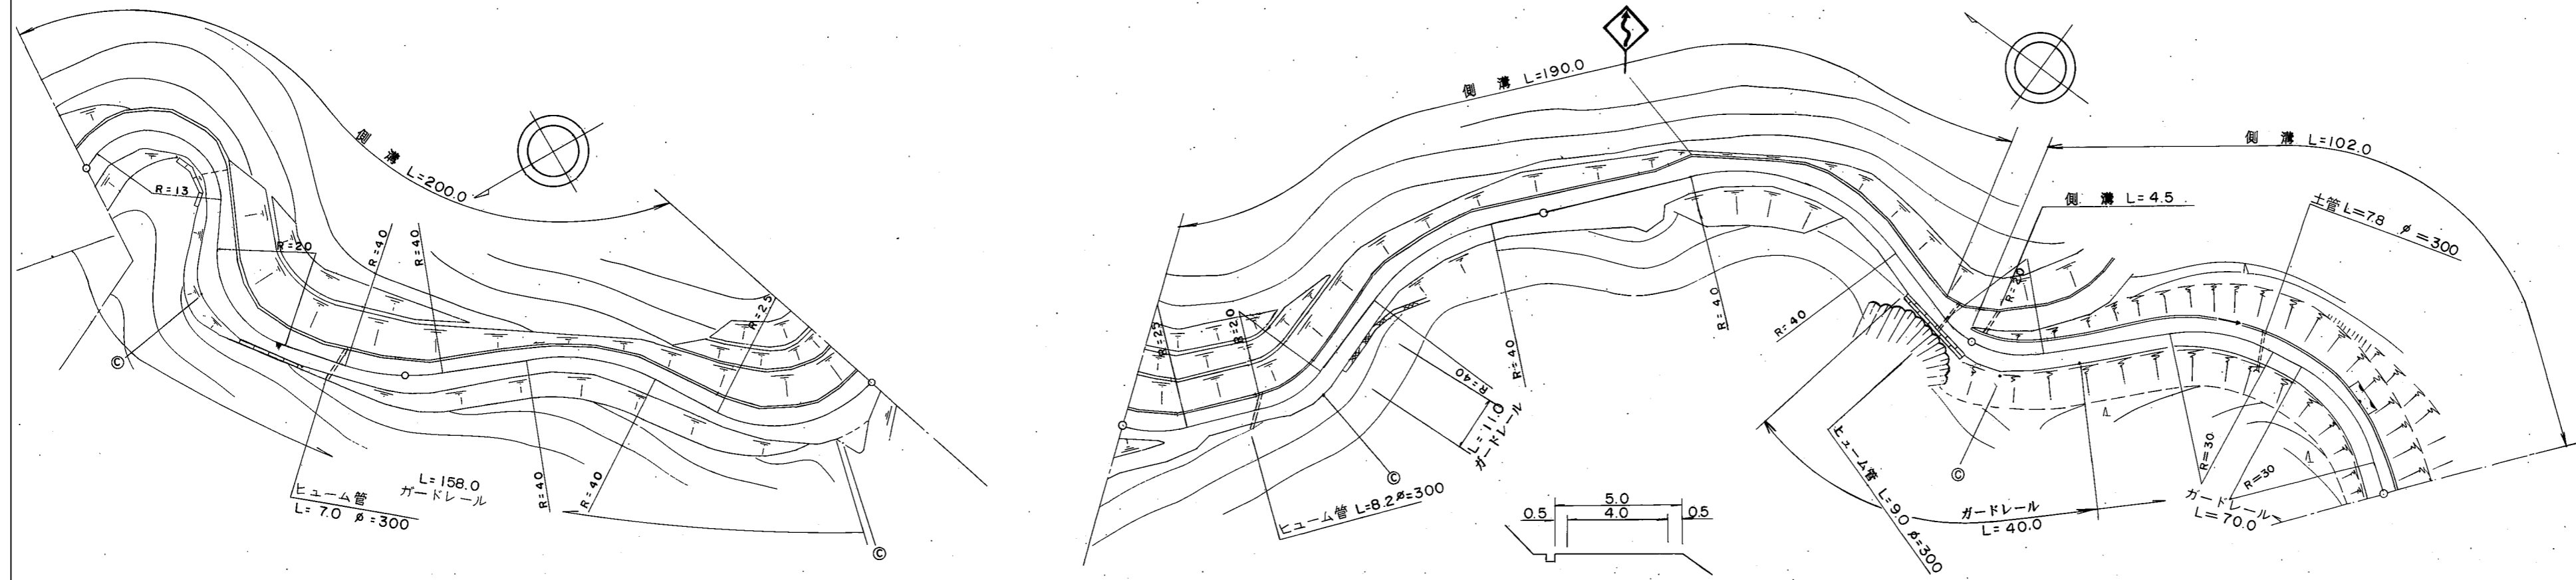 側 溝 L=200.0
R=13
R=20
R=40
R=40
R=25
Ⓒ
L=158.0
ガードレール
ヒューム管
L=7.0 φ=300
R=40
R=40
Ⓒ
側 溝 L=190.0
側 溝 L=102.0
側 溝 L=4.5
土管 L=7.8 φ=300
R=25
R=20
R=40
R=40
R=40
R=40
R=20
L=11.0
ガードレール
Ⓒ
ヒューム管 L=8.2 φ=300
5.0
0.5 4.0 0.5
ヒューム管 L=9.0 φ=300
Ⓒ
ガードレール
L=40.0
R=30
R=30
ガードレール
L=70.0